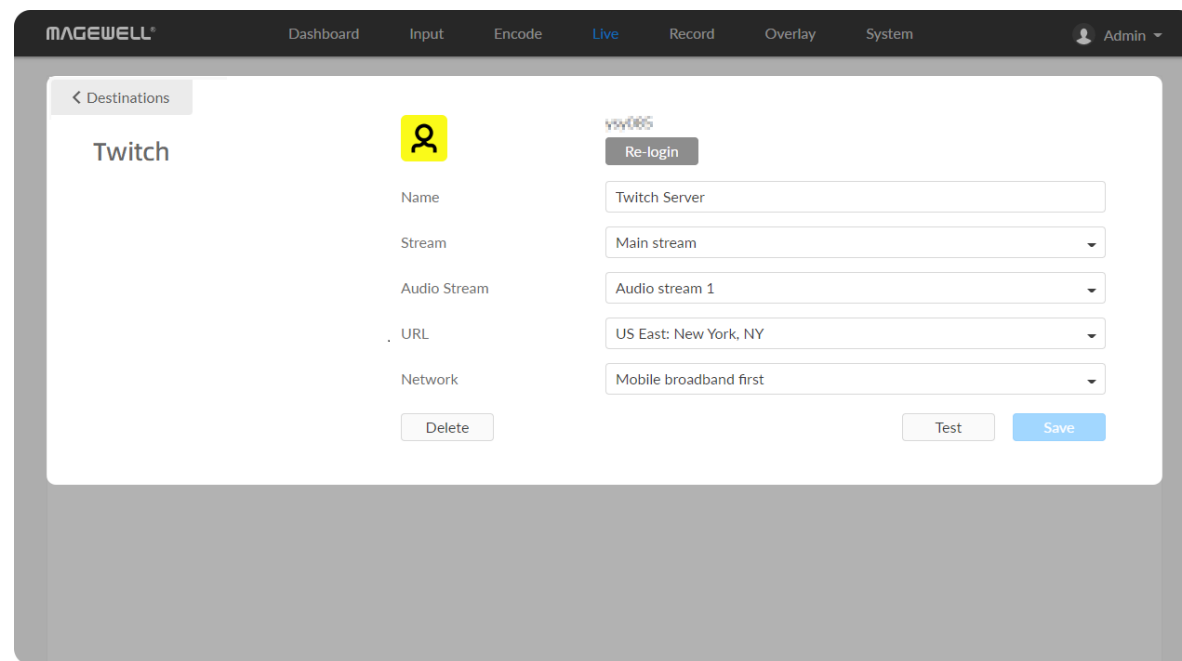 MAGEWELL®
Dashboard Input Encode Live Record Overlay System Admin
Destinations
Twitch
Re-login
Name Twitch Server
Stream Main stream
Audio Stream Audio stream 1
URL US East: New York, NY
Network Mobile broadband first
Delete Test Save